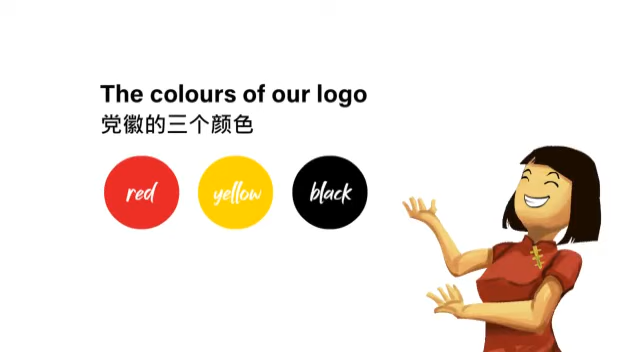 The colours of our logo
党徽的三个颜色
red yellow black